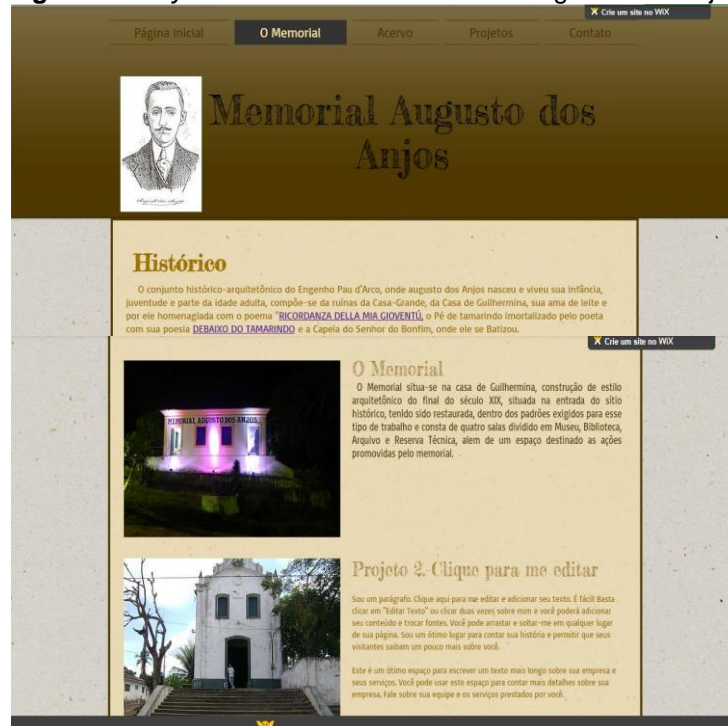 Crie um site no WiX
Página inicial
O Memorial
Acervo
Projetos
Contato
Memorial Augusto dos
Anjos
Histórico
O conjunto histórico-arquitetônico do Engenho Pau d'Arco, onde augusto dos Anjos nasceu e viveu sua infância,
juventude e parte da idade adulta, compõe-se da ruínas da Casa-Grande, da Casa de Guilhermina, sua ama de leite e
por ele homenagiada com o poema "RICORDANZA DELLA MIA GIOVENTÚ, o Pé de tamarindo imortalizado pelo poeta
com sua poesia DEBAIXO DO TAMARINDO e a Capela do Senhor do Bonfim, onde ele se Batizou.
Crie um site no WiX
MEMORIAL AUGUSTO DOS ANJOS
O Memorial
O Memorial situa-se na casa de Guilhermina, construção de estilo
arquitetônico do final do século XIX, situada na entrada do sítio
histórico, tenldo sido restaurada, dentro dos padrões exigidos para esse
tipo de trabalho e consta de quatro salas dividido em Museu, Biblioteca,
Arquivo e Reserva Técnica, alem de um espaço destinado as ações
promovidas pelo memorial.
Projeto 2. Clique para me editar
Sou um parágrafo. Clique aqui para me editar e adicionar seu texto. É fácil! Basta
clicar em "Editar Texto" ou clicar duas vezes sobre mim e você poderá adicionar
seu conteúdo e trocar fontes. Você pode arrastar e soltar-me em qualquer lugar
de sua página. Sou um ótimo lugar para contar sua história e permitir que seus
visitantes saibam um pouco mais sobre você.
Este é um ótimo espaço para escrever um texto mais longo sobre sua empresa e
seus serviços. Você pode usar este espaço para contar mais detalhes sobre sua
empresa. Fale sobre sua equipe e os serviços prestados por você.